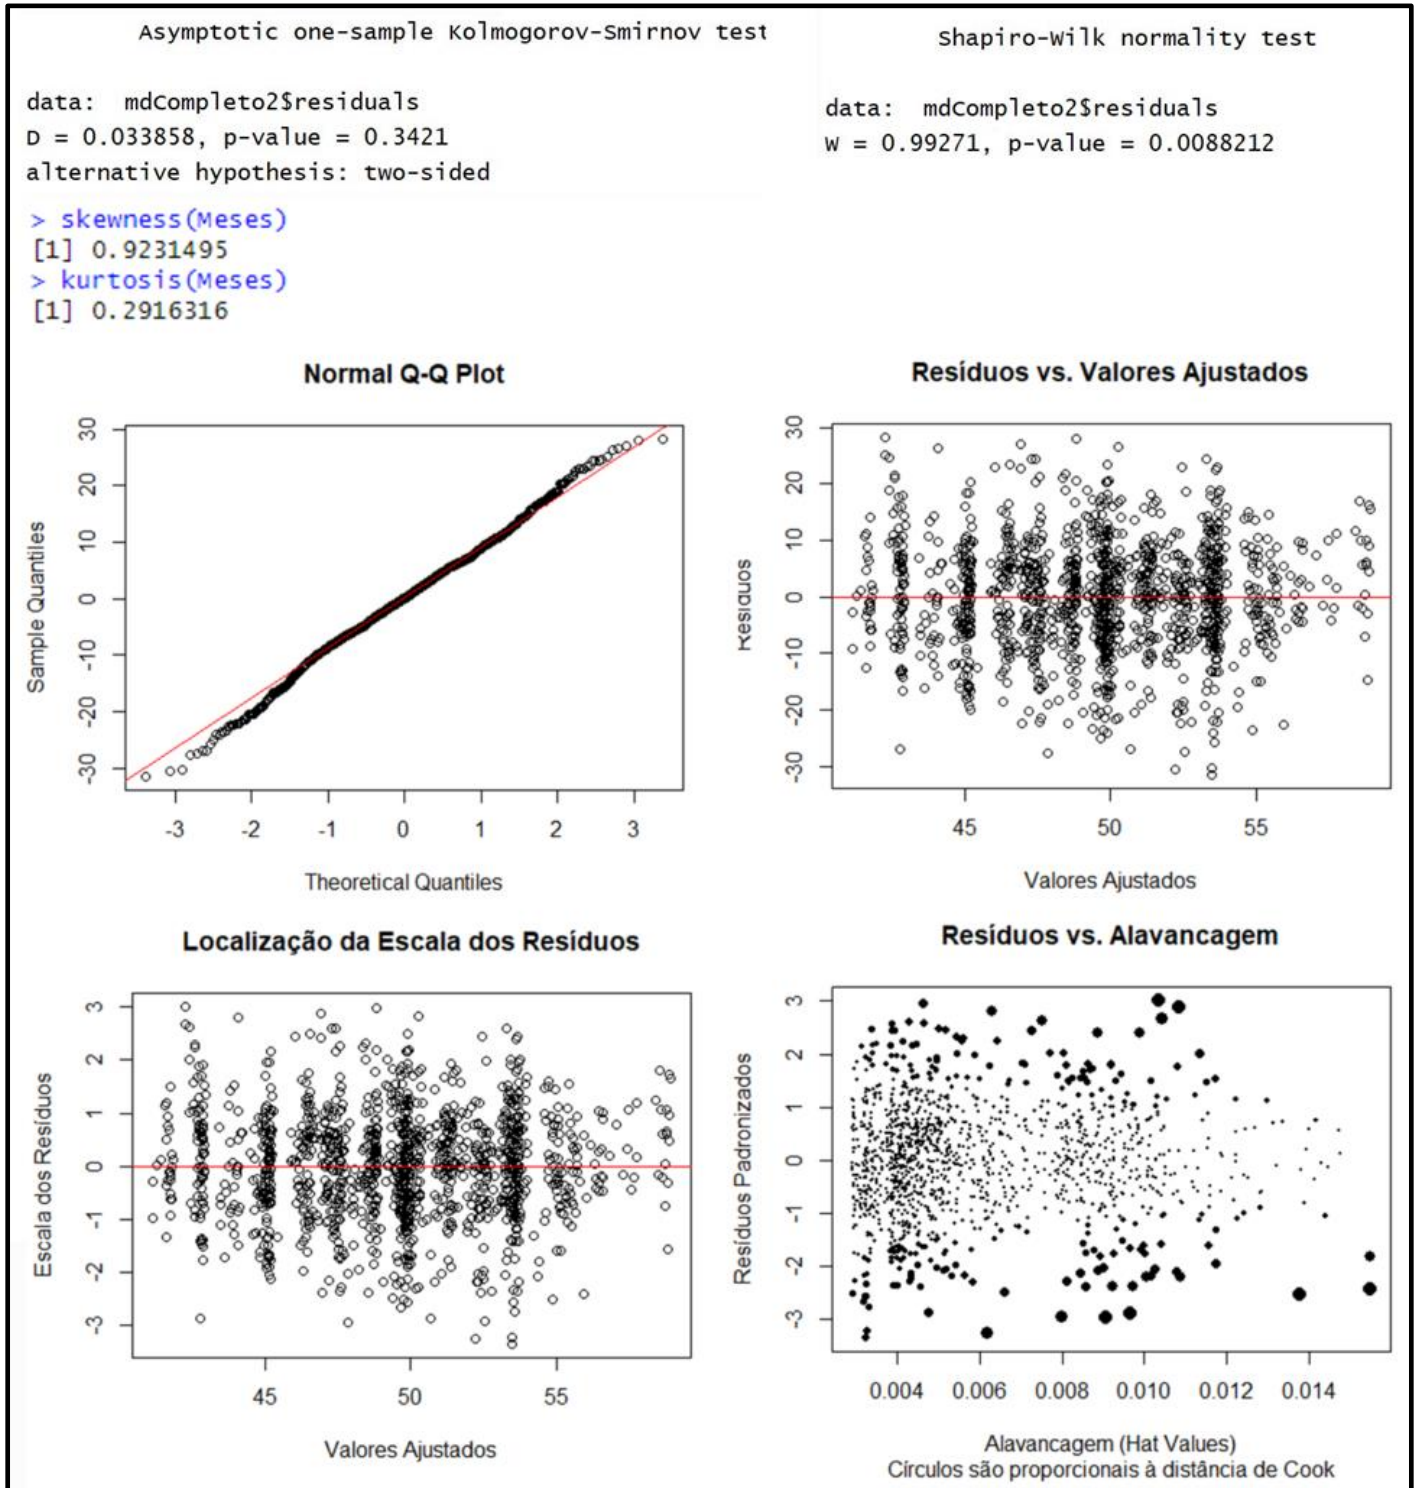 Asymptotic one-sample Kolmogorov-Smirnov test
data: mdCompleto2$residuals
D = 0.033858, p-value = 0.3421
alternative hypothesis: two-sided
Shapiro-Wilk normality test
data: mdCompleto2$residuals
W = 0.99271, p-value = 0.0088212
> skewness(Meses)
[1] 0.9231495
> kurtosis(Meses)
[1] 0.2916316
Normal Q-Q Plot
Sample Quantiles
30
20
10
0
-10
-20
-30
-3 -2 -1 0 1 2 3
Theoretical Quantiles
Resíduos vs. Valores Ajustados
Resíduos
30
20
10
0
-10
-20
-30
45 50 55
Valores Ajustados
Localização da Escala dos Resíduos
Escala dos Resíduos
3
2
1
0
-1
-2
-3
45 50 55
Valores Ajustados
Resíduos vs. Alavancagem
Resíduos Padronizados
3
2
1
0
-1
-2
-3
0.004 0.006 0.008 0.010 0.012 0.014
Alavancagem (Hat Values)
Círculos são proporcionais à distância de Cook